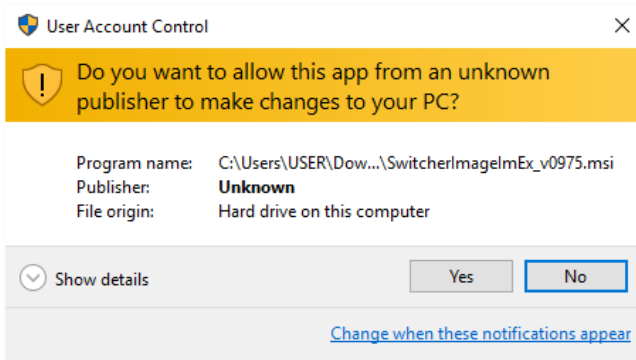 User Account Control
Do you want to allow this app from an unknown
publisher to make changes to your PC?
Program name: C:\Users\USER\Dow...\SwitcherImageImEx_v0975.msi
Publisher: Unknown
File origin: Hard drive on this computer
Show details
Yes No
Change when these notifications appear